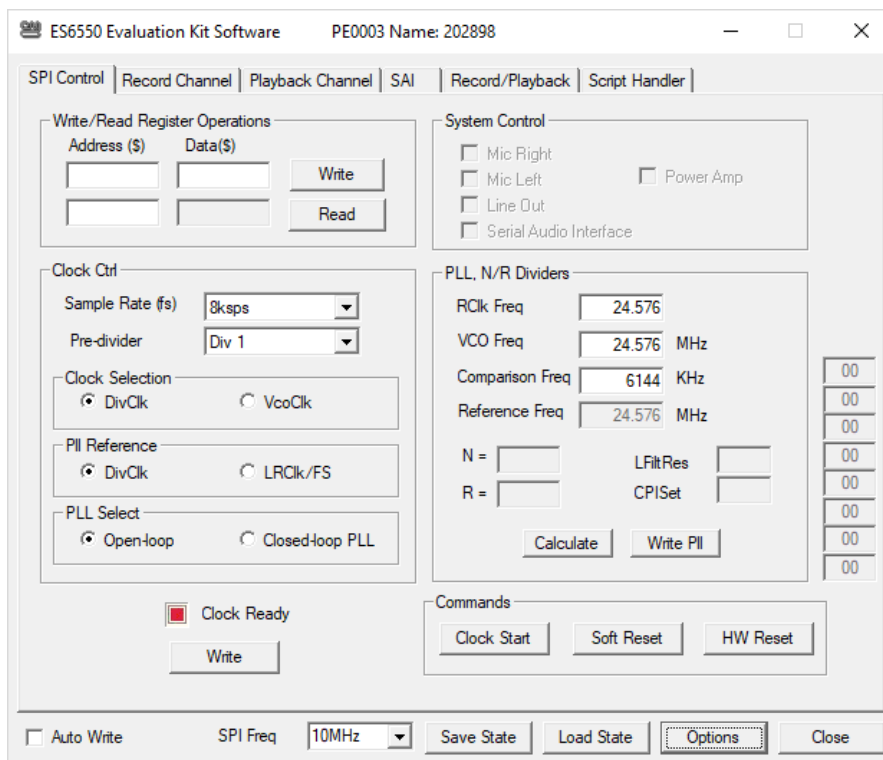 ES6550 Evaluation Kit Software PE0003 Name: 202898
SPI Control Record Channel Playback Channel SAI Record/Playback Script Handler
Write/Read Register Operations
Address ($) Data($)
Write
Read
System Control
Mic Right
Mic Left
Power Amp
Line Out
Serial Audio Interface
Clock Ctrl
Sample Rate (fs) 8ksps
Pre-divider Div 1
Clock Selection
DivClk VcoClk
Pll Reference
DivClk LRClk/FS
PLL Select
Open-loop Closed-loop PLL
Clock Ready
Write
PLL, N/R Dividers
RClk Freq 24.576
VCO Freq 24.576 MHz
Comparison Freq 6144 KHz
Reference Freq 24.576 MHz
N = LFiltRes
R = CPISet
Calculate Write Pll
00
00
00
00
00
00
00
00
Commands
Clock Start Soft Reset HW Reset
Auto Write SPI Freq 10MHz Save State Load State Options Close